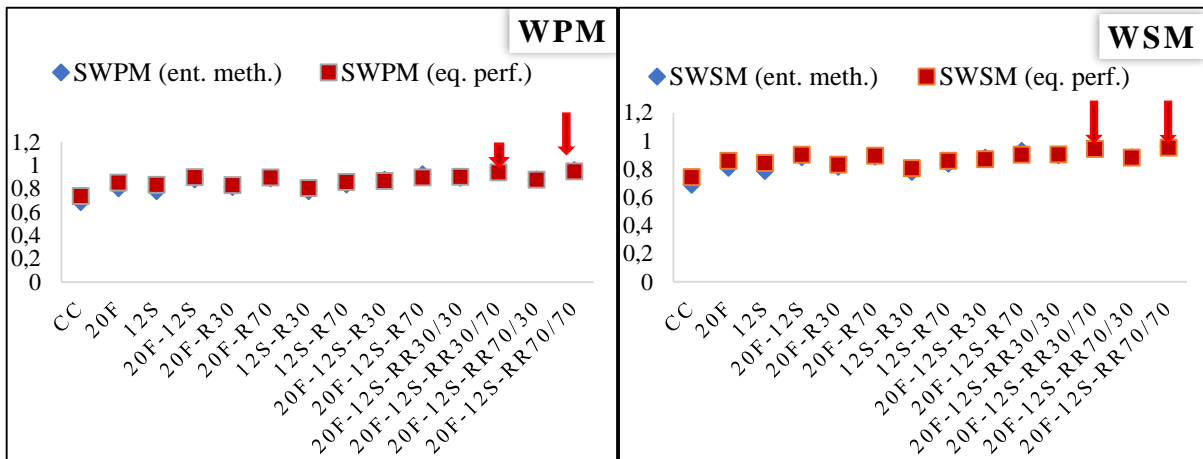 WPM
SWPM (ent. meth.) SWPM (eq. perf.)
1,2
1
0,8
0,6
0,4
0,2
0
CC
20F
12S
20F-12S
20F-R30
20F-R70
12S-R30
12S-R70
20F-12S-R30
20F-12S-R70
20F-12S-RR30/30
20F-12S-RR30/70
20F-12S-RR70/30
20F-12S-RR70/70
WSM
SWSM (ent. meth.) SWSM (eq. perf.)
1,2
1
0,8
0,6
0,4
0,2
0
CC
20F
12S
20F-12S
20F-R30
20F-R70
12S-R30
12S-R70
20F-12S-R30
20F-12S-R70
20F-12S-RR30/30
20F-12S-RR30/70
20F-12S-RR70/30
20F-12S-RR70/70